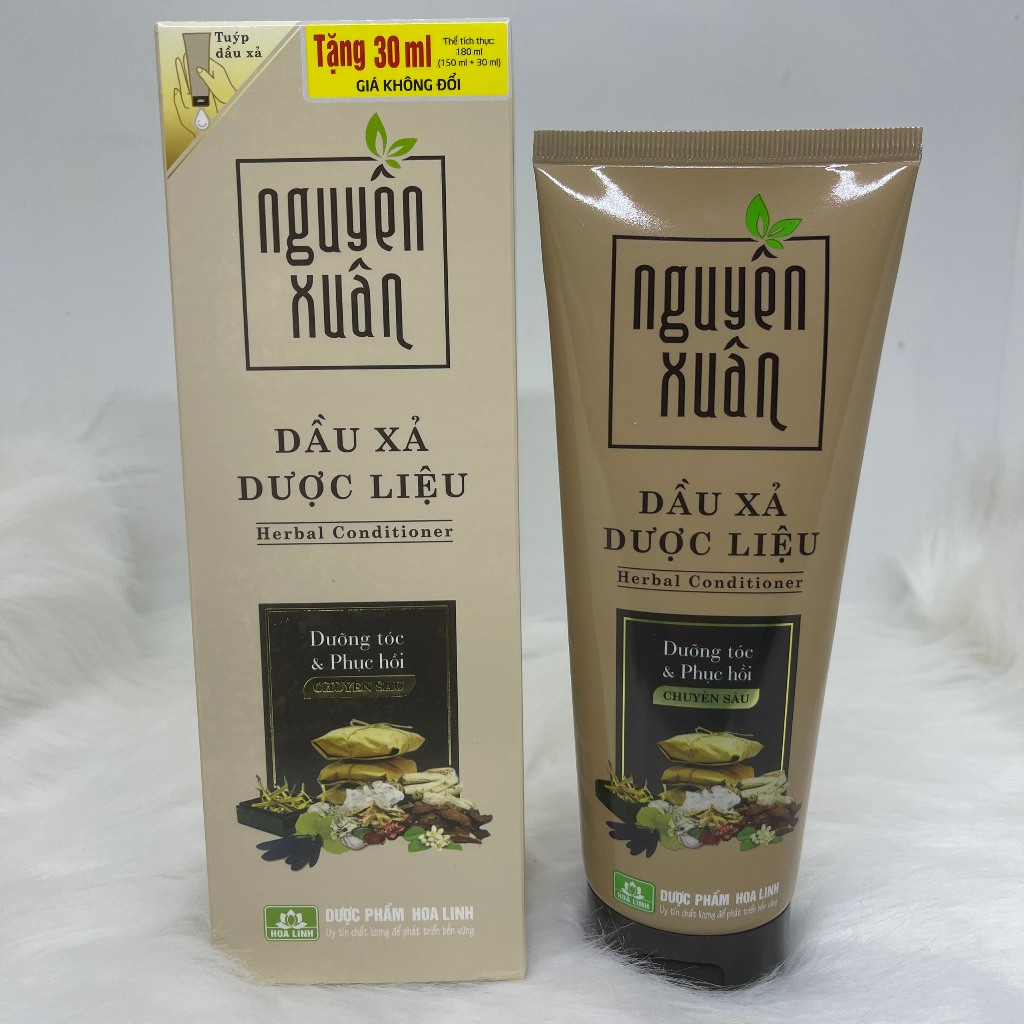 Tuýp
dầu xả
Tặng 30 ml
Thể tích thực:
180 ml
(150 ml + 30 ml)
GIÁ KHÔNG ĐỔI
nguyên
xuân
DẦU XẢ
DƯỢC LIỆU
Herbal Conditioner
Dưỡng tóc
& Phục hồi
CHUYÊN SÂU
HOA LINH
DƯỢC PHẨM HOA LINH
Uy tín chất lượng để phát triển bền vững
nguyên
xuân
DẦU XẢ
DƯỢC LIỆU
Herbal Conditioner
Dưỡng tóc
& Phục hồi
CHUYÊN SÂU
HOA LINH
DƯỢC PHẨM HOA LINH
Uy tín chất lượng để phát triển bền vững